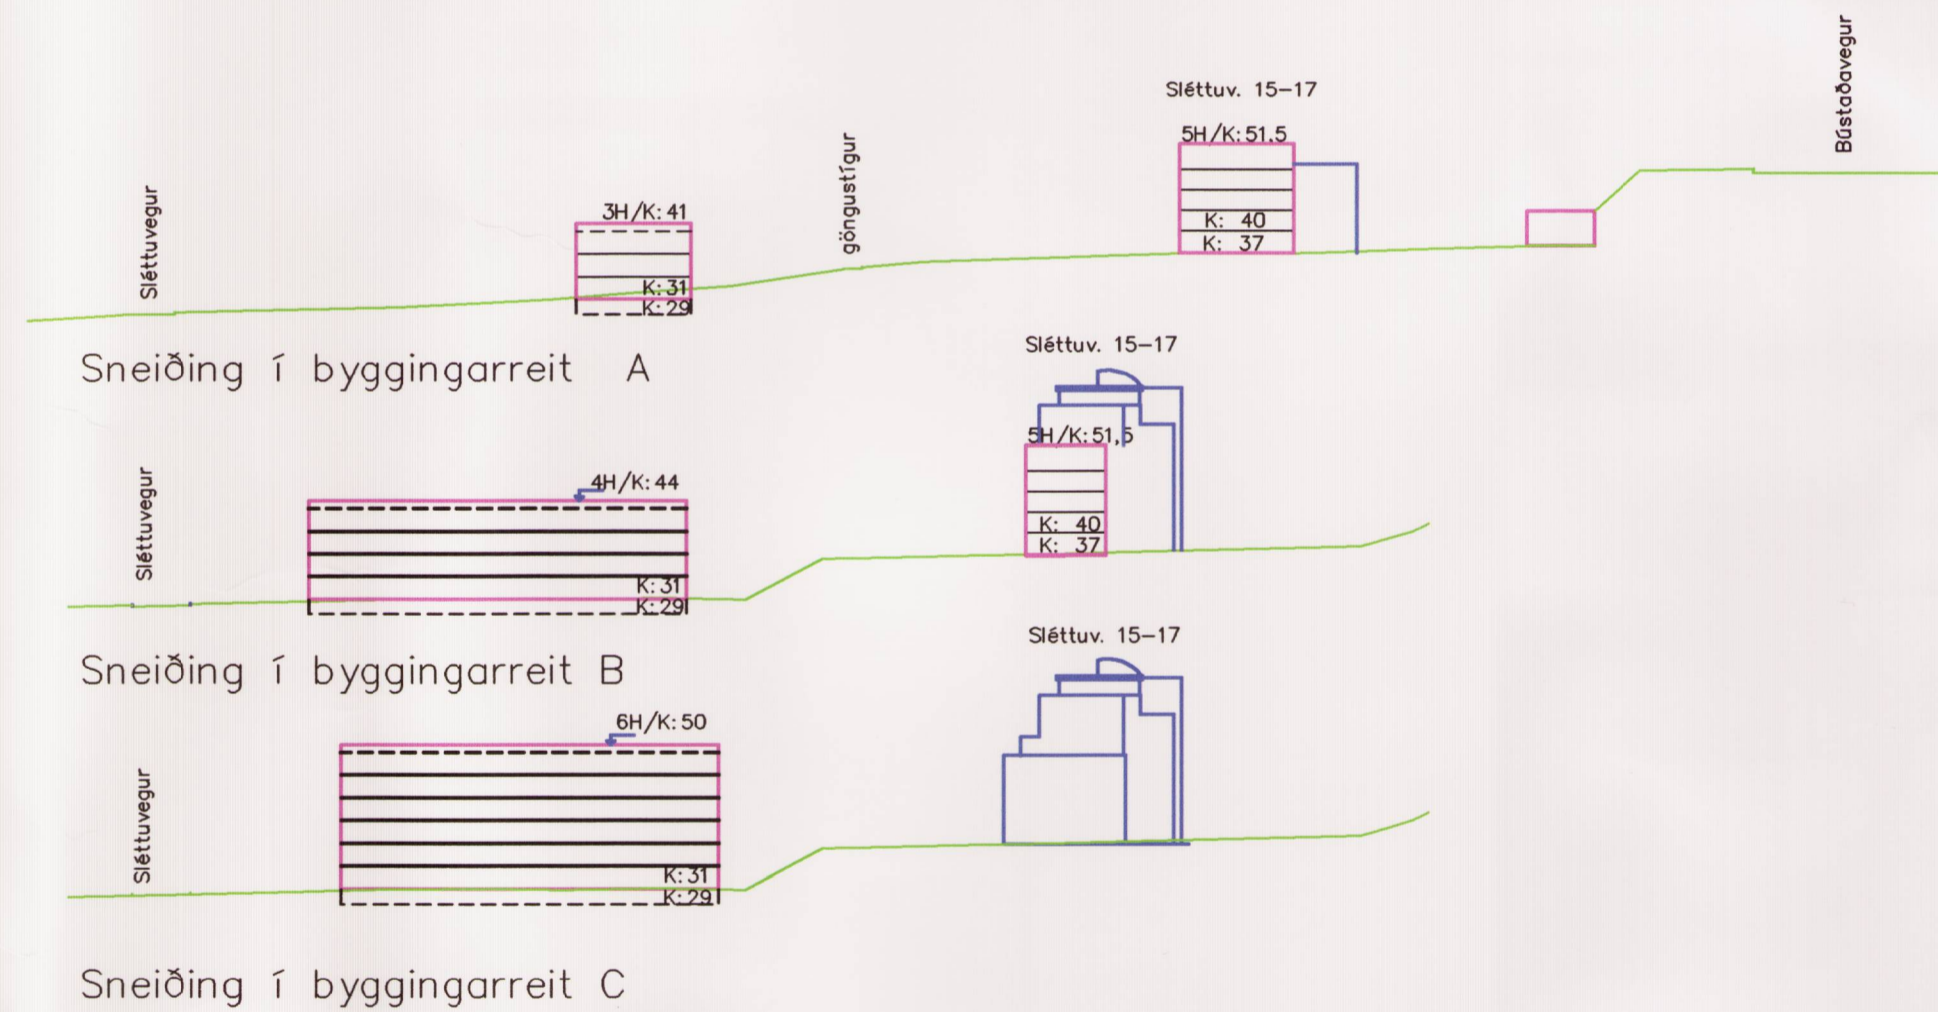 Bústaðavegur
Sléttuv. 15-17
5H/K:51.5
K: 40
K: 37
göngustígur
Sléttuvegur
3H/K:41
K:31
K:29
Sneiðing í byggingarreit A
Sléttuv. 15-17
5H/K:51,5
K: 40
K: 37
Sléttuvegur
4H/K:44
K:31
K:29
Sneiðing í byggingarreit B
Sléttuv. 15-17
6H/K:50
Sléttuvegur
K:31
K:29
Sneiðing í byggingarreit C